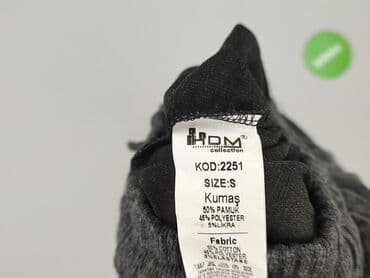 HDM®
collection
KOD:2251
SIZE:S
Kumaş
50% PAMUK
45% POLYESTER
5%LIKRA
Fabric
50% COTTON